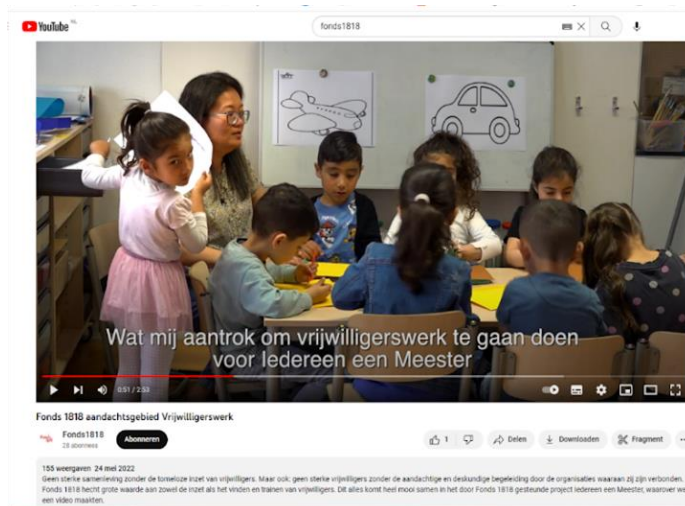 YouTube NL
fonds1818
Wat mij aantrok om vrijwilligerswerk te gaan doen
voor Iedereen een Meester
0:51 / 2:53
Fonds 1818 aandachtsgebied Vrijwilligerswerk
Fonds1818
28 abonnees
Abonneren
1
Delen
Downloaden
Fragment
155 weergaven 24 mei 2022
Geen sterke samenleving zonder de tomeloze inzet van vrijwilligers. Maar ook: geen sterke vrijwilligers zonder de aandachtige en deskundige begeleiding door de organisaties waaraan zij zijn verbonden.
Fonds 1818 hecht grote waarde aan zowel de inzet als het vinden en trainen van vrijwilligers. Dit alles komt heel mooi samen in het door Fonds 1818 gesteunde project Iedereen een Meester, waarover we
een video maakten.